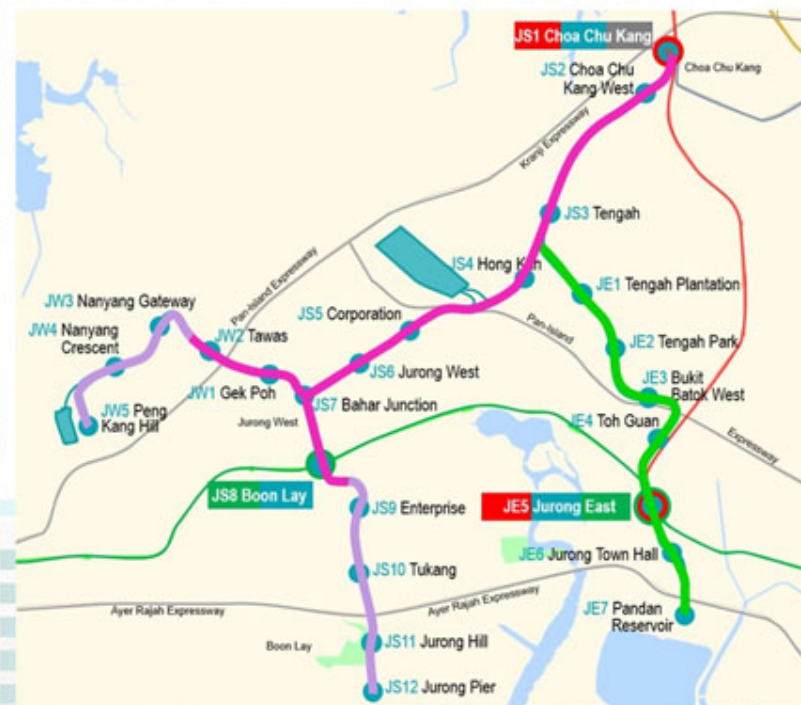 JS1 Choa Chu Kang
Choa Chu Kang
JS2 Choa Chu
Kang West
Kranji Expressway
JS3 Tengah
Pan-Island Expressway
JS4 Hong Kah
JE1 Tengah Plantation
JW3 Nanyang Gateway
JS5 Corporation
Pan-Island
JW4 Nanyang
Crescent
JW2 Tawas
JE2 Tengah Park
JS6 Jurong West
JE3 Bukit
Batok West
JW1 Gek Poh
JS7 Bahar Junction
JW5 Peng
Kang Hill
Jurong West
JE4 Toh Guan
Expressway
JS8 Boon Lay
JS9 Enterprise
JE5 Jurong East
JE6 Jurong Town Hall
JS10 Tukang
Ayer Rajah Expressway
Ayer Rajah Expressway
JE7 Pandan
Reservoir
Boon Lay
JS11 Jurong Hill
JS12 Jurong Pier